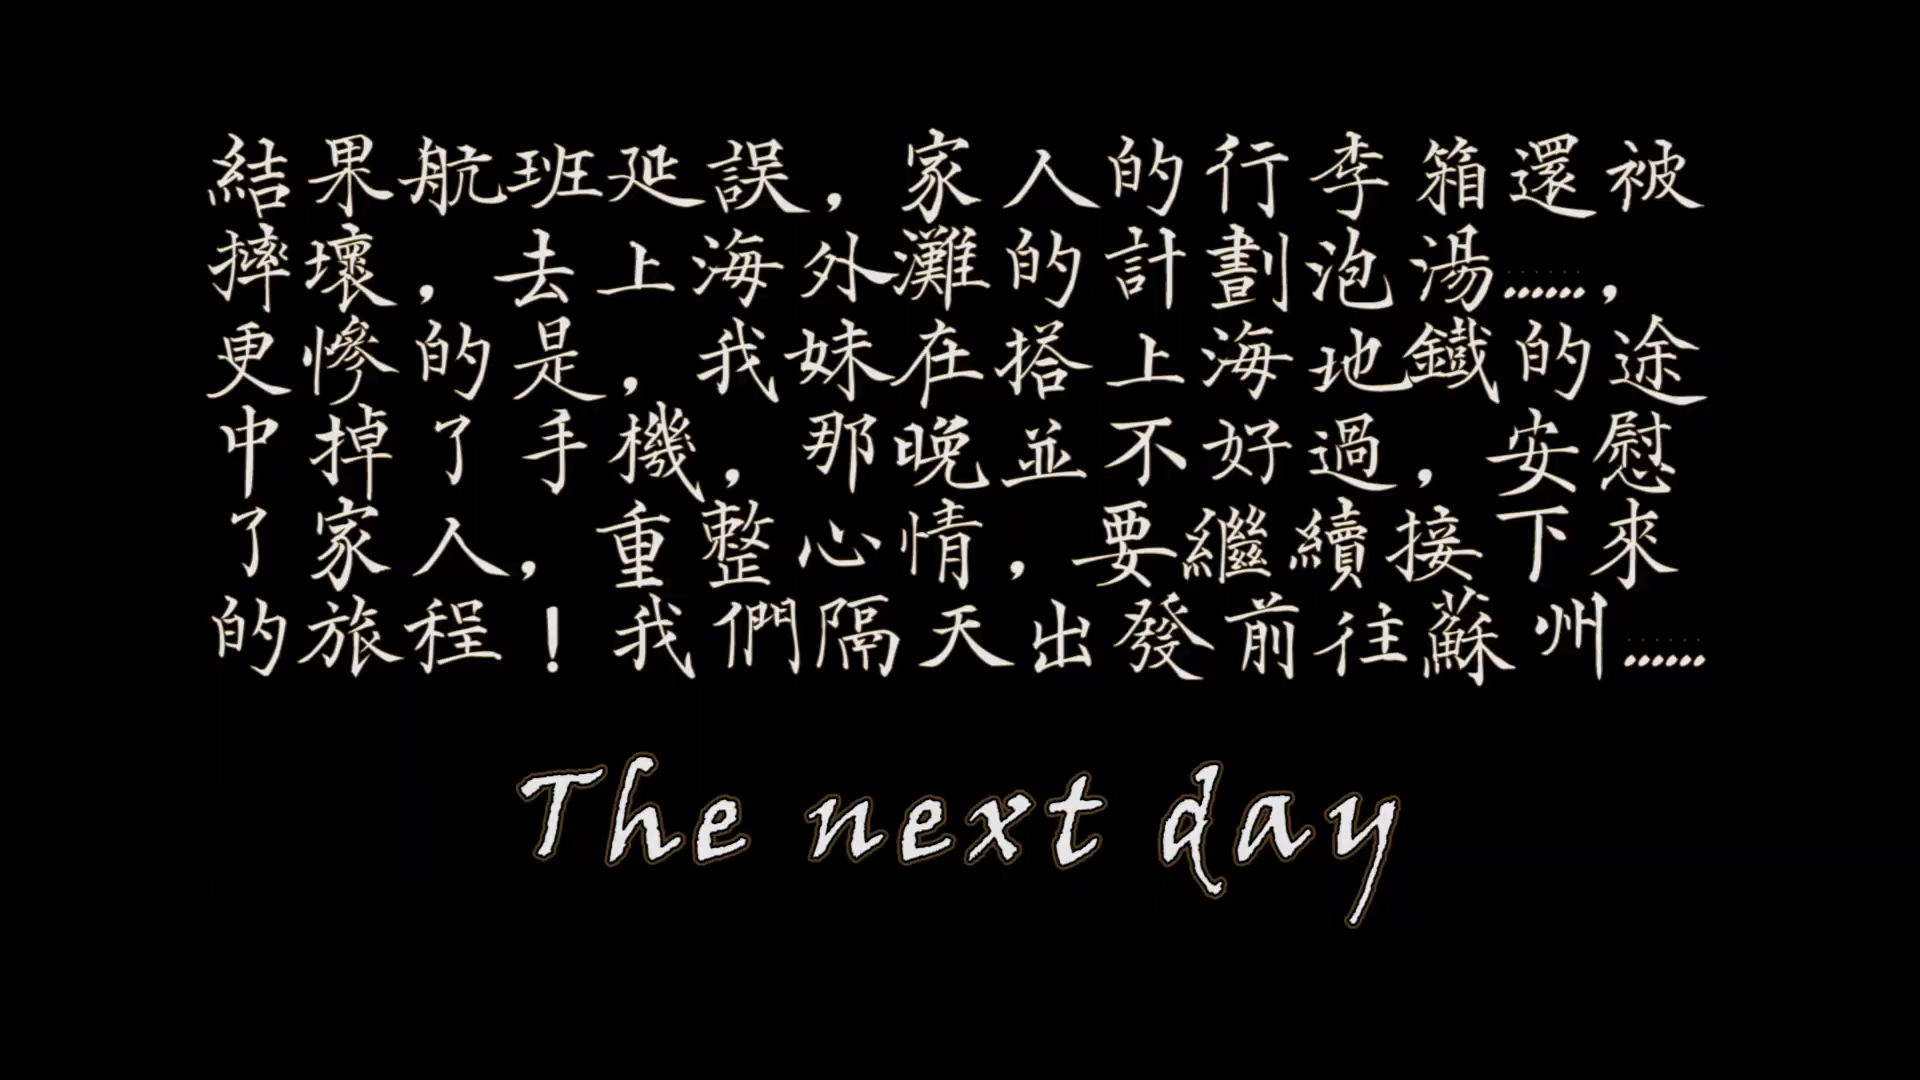 結果航班延誤，家人的行李箱還被
摔壞，去上海外灘的計劃泡湯……，
更慘的是，我妹在搭上海地鐵的途
中掉了手機，那晚並不好過，安慰
了家人，重整心情，要繼續接下來
的旅程！我們隔天出發前往蘇州……
The next day